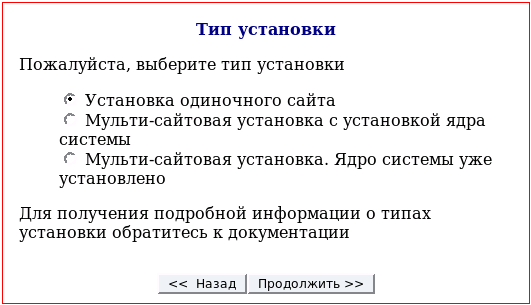 Тип установки
Пожалуйста, выберите тип установки
Установка одиночного сайта
Мульти-сайтовая установка с установкой ядра
системы
Мульти-сайтовая установка. Ядро системы уже
установлено
Для получения подробной информации о типах
установки обратитесь к документации
<< Назад Продолжить >>